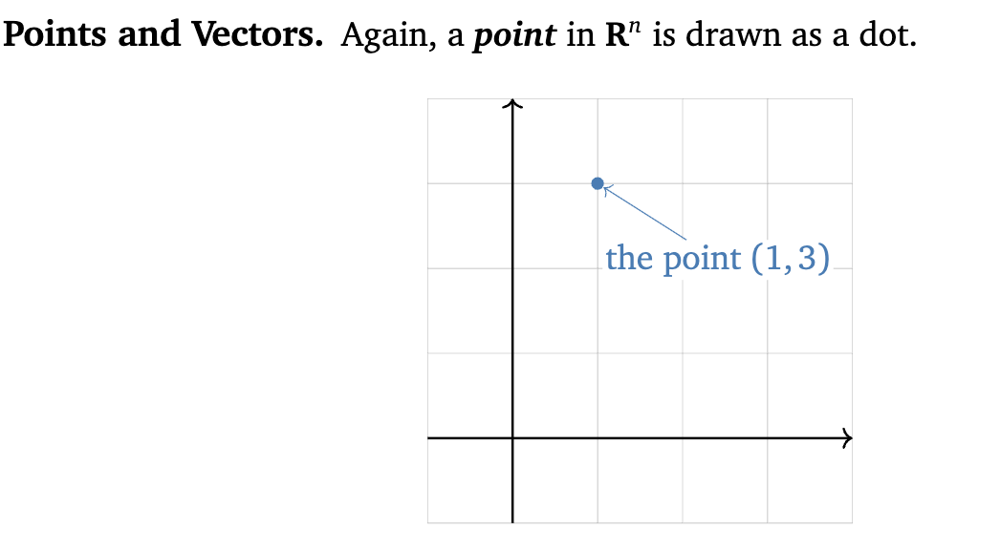 Points and Vectors. Again, a point in Rⁿ is drawn as a dot.
the point (1, 3)